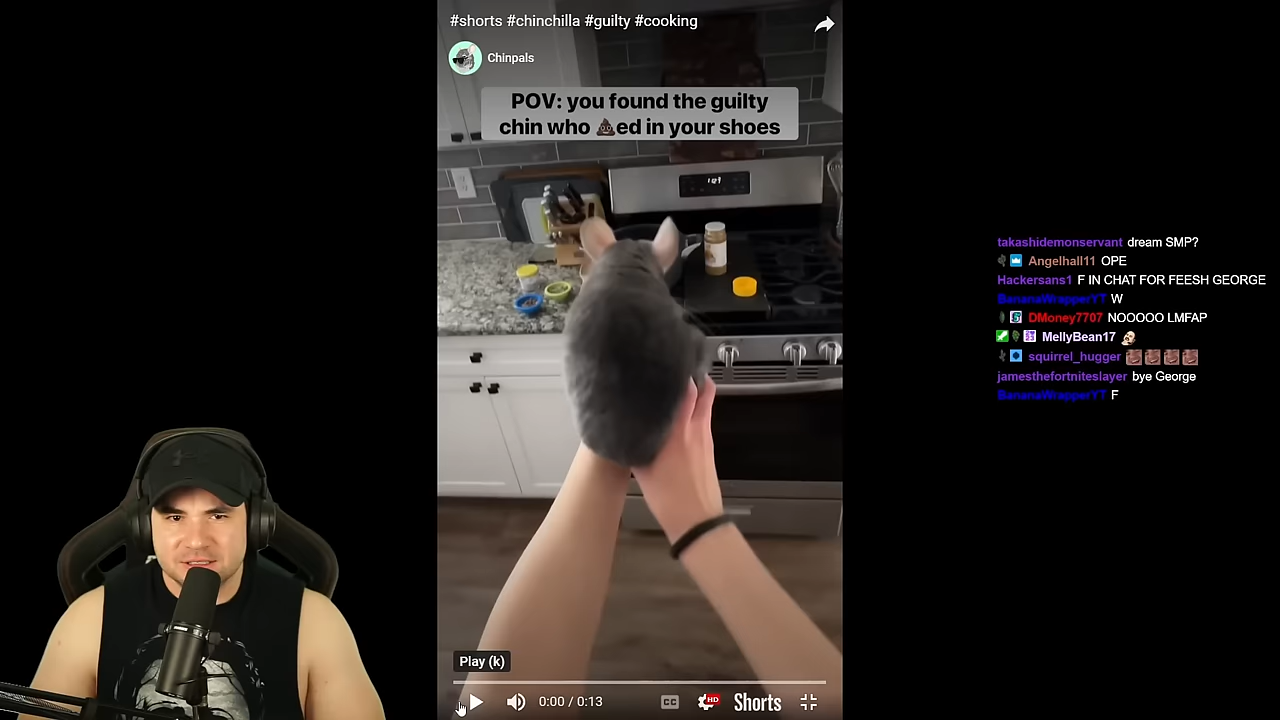 #shorts #chinchilla #guilty #cooking
Chinpals
POV: you found the guilty
chin who 💩ed in your shoes
takashidemonservant dream SMP?
Angelhall11 OPE
Hackersans1 F IN CHAT FOR FEESH GEORGE
BananaWrapperYT W
DMoney7707 NOOOOO LMFAP
MellyBean17
squirrel_hugger
jamesthefortniteslayer bye George
BananaWrapperYT F
Play (k)
0:00 / 0:13
CC
HD
Shorts